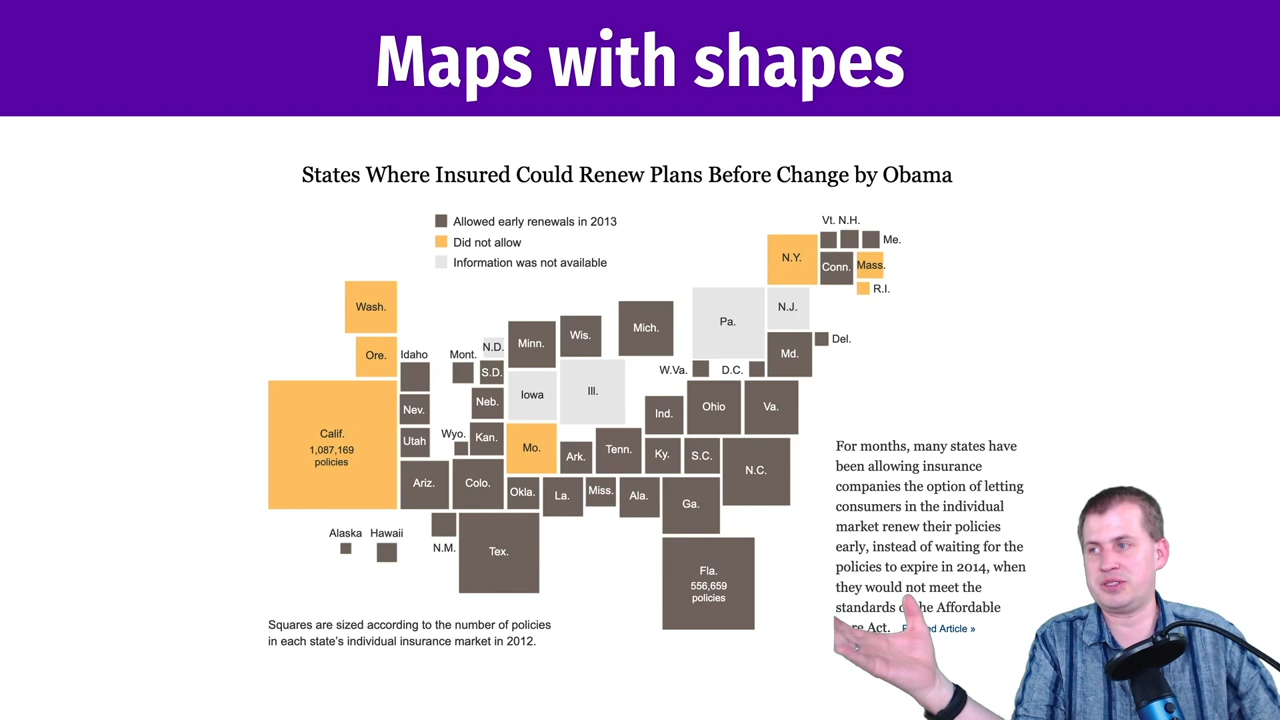 Maps with shapes
States Where Insured Could Renew Plans Before Change by Obama
Allowed early renewals in 2013
Did not allow
Information was not available
Vt. N.H.
Me.
N.Y.
Conn.
Mass.
R.I.
Wash.
Ore.
Idaho
Mont.
N.D.
Minn.
Wis.
Mich.
Pa.
N.J.
Del.
Md.
S.D.
W.Va.
D.C.
Iowa
Ill.
Nev.
Neb.
Ind.
Ohio
Va.
Calif.
1,087,169
policies
Utah
Wyo.
Kan.
Mo.
Ark.
Tenn.
Ky.
S.C.
N.C.
Ariz.
Colo.
Okla.
La.
Miss.
Ala.
Ga.
Alaska
Hawaii
N.M.
Tex.
Fla.
556,659
policies
For months, many states have
been allowing insurance
companies the option of letting
consumers in the individual
market renew their policies
early, instead of waiting for the
policies to expire in 2014, when
they would not meet the
standards he Affordable
Act. Article »
Squares are sized according to the number of policies
in each state's individual insurance market in 2012.